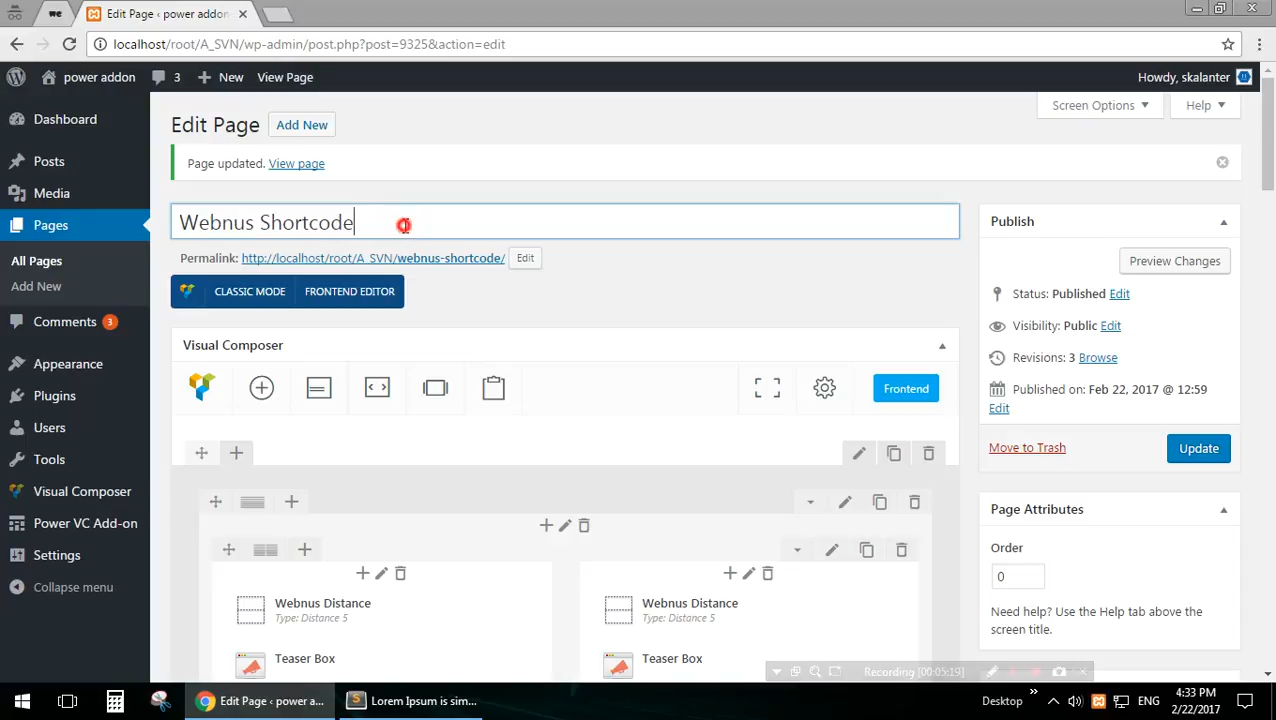 we
Edit Page ‹ power addon
localhost/root/A_SVN/wp-admin/post.php?post=9325&action=edit
power addon
3
New
View Page
Howdy, skalanter
Dashboard
Posts
Media
Pages
All Pages
Add New
Comments 3
Appearance
Plugins
Users
Tools
Visual Composer
Power VC Add-on
Settings
Collapse menu
Screen Options
Help
Edit Page
Add New
Page updated. View page
Webnus Shortcode
Permalink: http://localhost/root/A_SVN/webnus-shortcode/ Edit
CLASSIC MODE
FRONTEND EDITOR
Visual Composer
Frontend
Webnus Distance
Type: Distance 5
Teaser Box
Webnus Distance
Type: Distance 5
Teaser Box
Publish
Preview Changes
Status: Published Edit
Visibility: Public Edit
Revisions: 3 Browse
Published on: Feb 22, 2017 @ 12:59
Edit
Move to Trash
Update
Page Attributes
Order
0
Need help? Use the Help tab above the
screen title.
Recording [00:05:19]
Edit Page ‹ power a...
Lorem Ipsum is sim...
Desktop
ENG
4:33 PM
2/22/2017